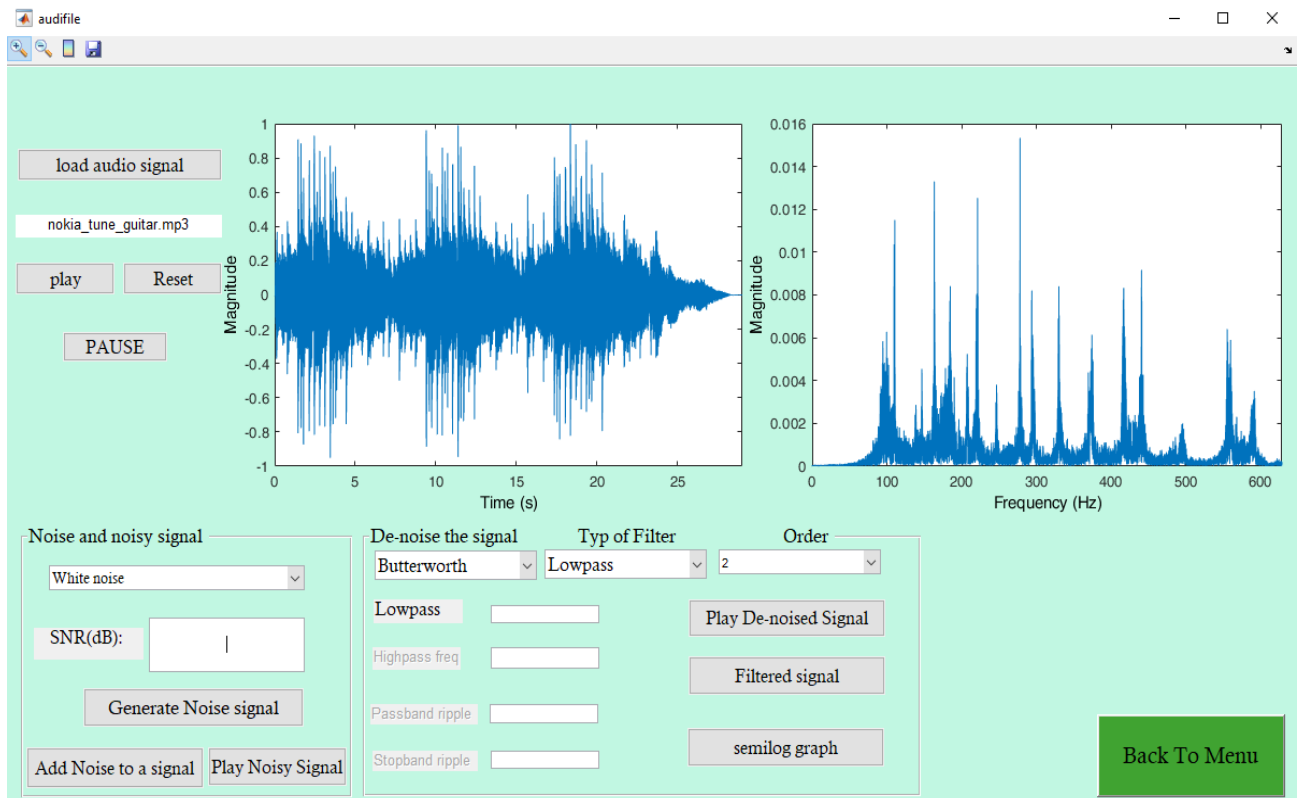 audifile
load audio signal
nokia_tune_guitar.mp3
play
Reset
PAUSE
1
0.8
0.6
0.4
0.2
0
-0.2
-0.4
-0.6
-0.8
-1
Magnitude
0 5 10 15 20 25
Time (s)
0.016
0.014
0.012
0.01
0.008
0.006
0.004
0.002
0
Magnitude
0 100 200 300 400 500 600
Frequency (Hz)
Noise and noisy signal
White noise
SNR(dB):
Generate Noise signal
Add Noise to a signal
Play Noisy Signal
De-noise the signal
Typ of Filter
Order
Butterworth
Lowpass
2
Lowpass
Highpass freq
Passband ripple
Stopband ripple
Play De-noised Signal
Filtered signal
semilog graph
Back To Menu